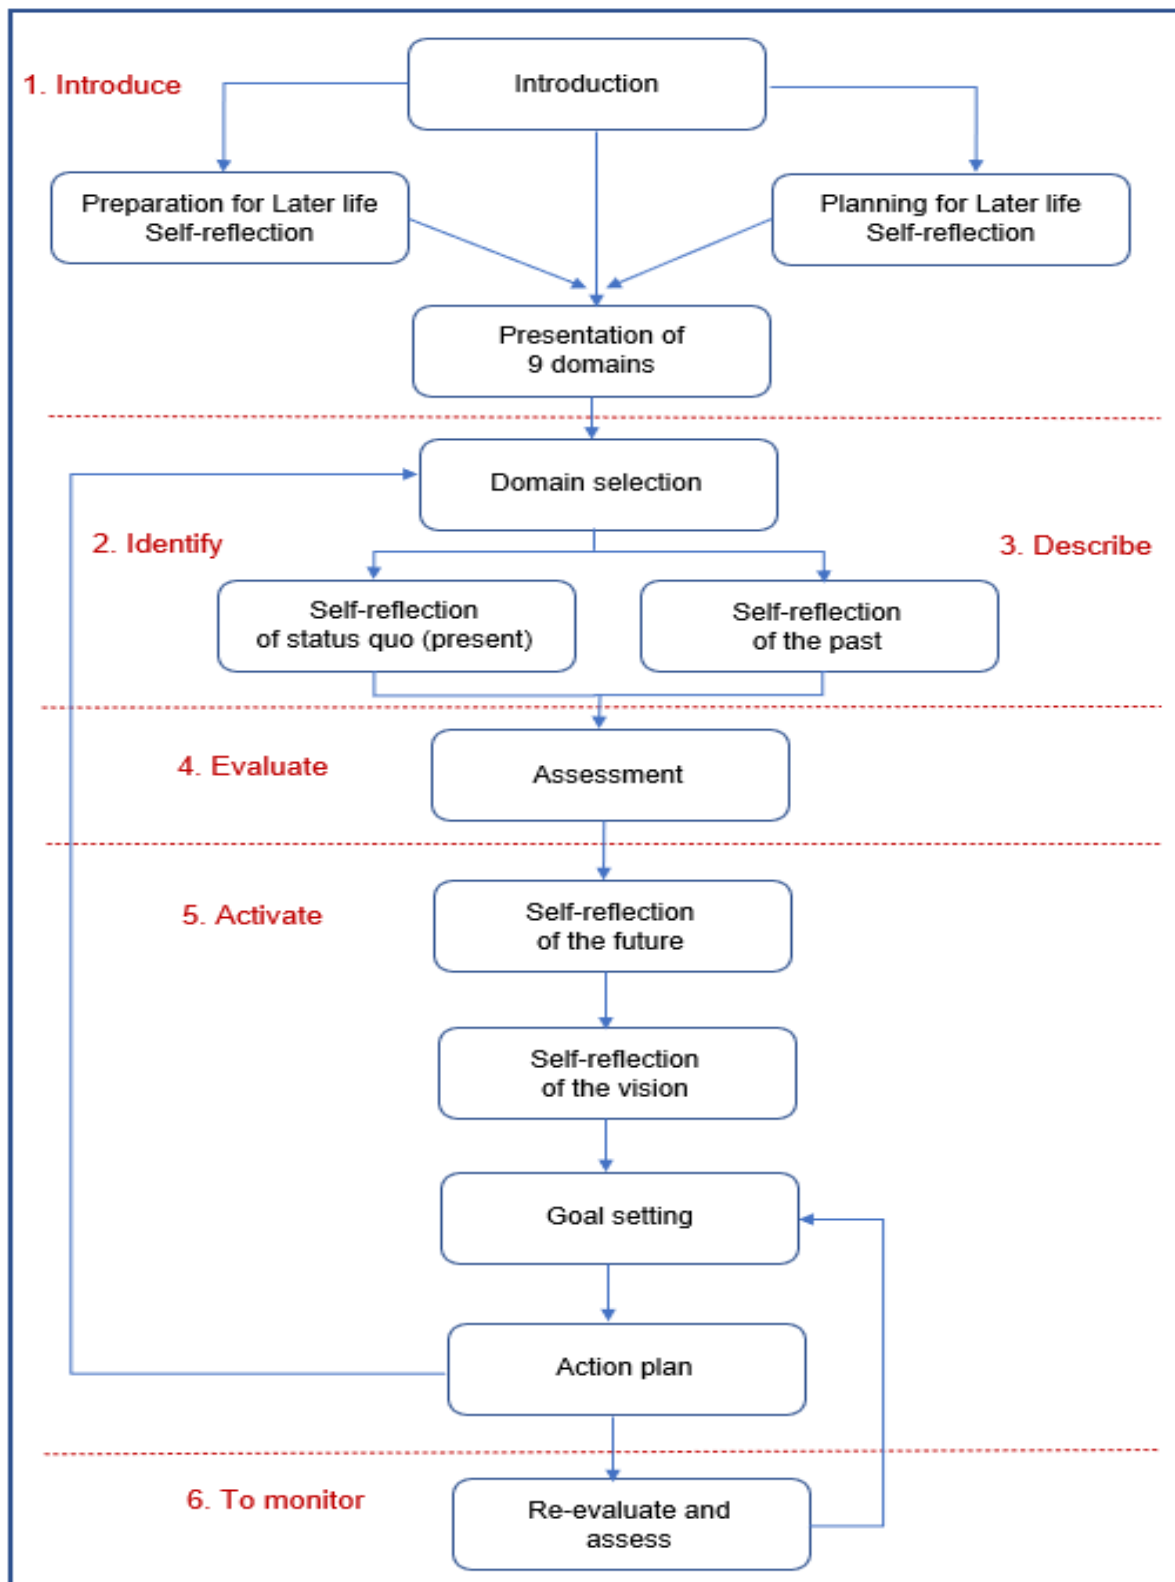 1. Introduce
Introduction
Preparation for Later life
Self-reflection
Planning for Later life
Self-reflection
Presentation of
9 domains
Domain selection
2. Identify
3. Describe
Self-reflection
of status quo (present)
Self-reflection
of the past
4. Evaluate
Assessment
5. Activate
Self-reflection
of the future
Self-reflection
of the vision
Goal setting
Action plan
6. To monitor
Re-evaluate and
assess